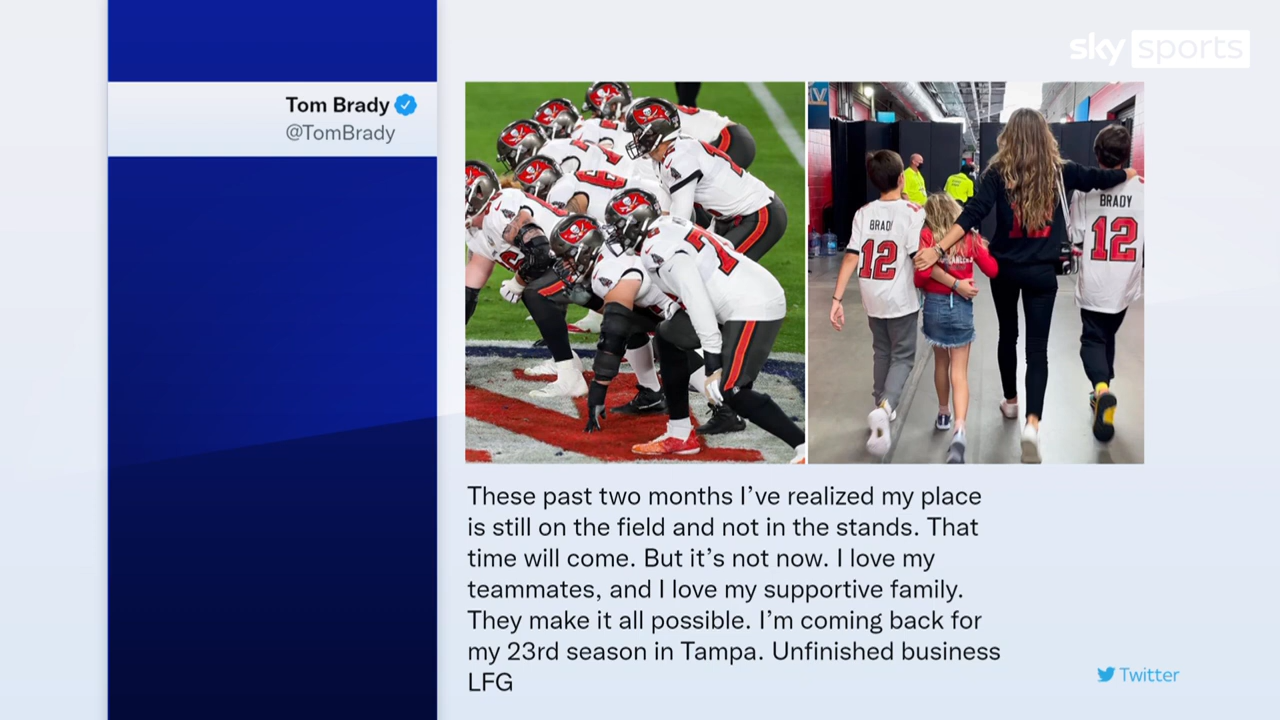 sky sports
Tom Brady
@TomBrady
BRADY
12
BRADY
12
These past two months I’ve realized my place
is still on the field and not in the stands. That
time will come. But it’s not now. I love my
teammates, and I love my supportive family.
They make it all possible. I’m coming back for
my 23rd season in Tampa. Unfinished business
LFG
Twitter